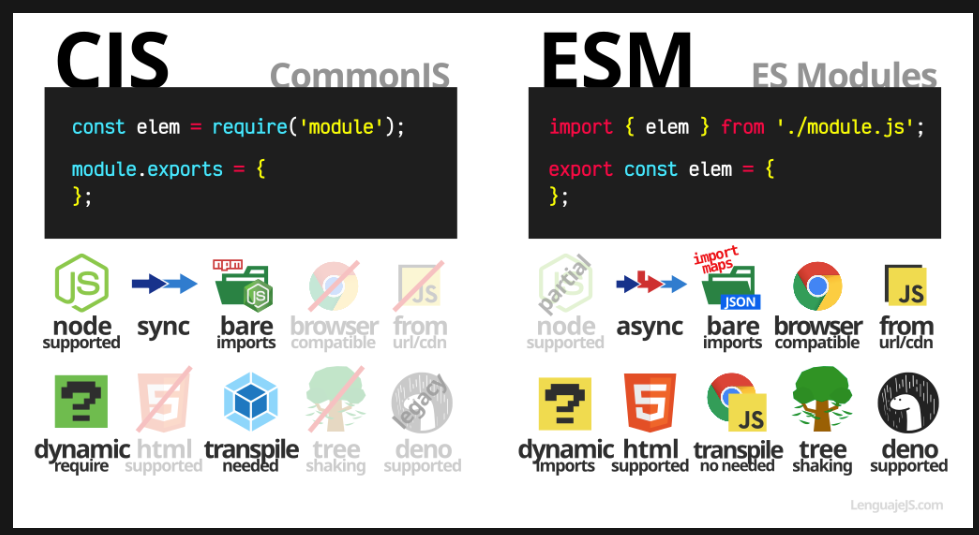 CJS
CommonJS
const elem = require('module');
module.exports = {
};
JS
npm
JS
JS
node
supported
sync
bare
imports
browser
compatible
from
url/cdn
?
5
legacy
dynamic
require
html
supported
transpile
needed
tree
shaking
deno
supported
ESM
ES Modules
import { elem } from './module.js';
export const elem = {
};
JS
partial
import
maps
JSON
JS
node
supported
async
bare
imports
browser
compatible
from
url/cdn
?
5
JS
dynamic
imports
html
supported
transpile
no needed
tree
shaking
deno
supported
LenguajeJS.com